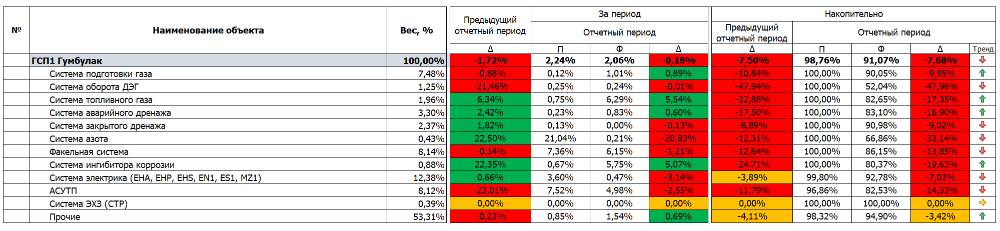 № Наименование объекта Вес, % Предыдущий отчетный период За период Накопительно
Отчетный период Предыдущий отчетный период Отчетный период
Δ П Ф Δ Δ П Ф Δ Тренд
ГСП1 Гумбулак 100,00% -1,72% 2,24% 2,06% -0,18% -7,50% 98,76% 91,07% -7,68%
Система подготовки газа 7,48% -0,88% 0,12% 1,01% 0,89% -10,84% 100,00% 90,05% -9,95%
Система оборота ДЭГ 1,25% -21,46% 0,25% 0,24% -0,01% -47,94% 100,00% 52,04% -47,96%
Система топливного газа 1,96% 6,34% 0,75% 6,29% 5,54% -22,88% 100,00% 82,65% -17,35%
Система аварийного дренажа 3,30% 2,42% 0,23% 0,83% 0,60% -17,50% 100,00% 83,10% -16,90%
Система закрытого дренажа 2,37% 1,82% 0,13% 0,00% -0,13% -8,89% 100,00% 90,98% -9,02%
Система азота 0,43% 22,50% 21,04% 0,21% -20,83% -12,31% 100,00% 66,86% -33,14%
Факельная система 8,14% -0,34% 7,36% 6,15% -1,21% -12,64% 100,00% 86,15% -13,85%
Система ингибитора коррозии 0,88% 22,35% 0,67% 5,75% 5,07% -24,71% 100,00% 80,37% -19,63%
Система электрика (EHA, EHP, EHS, EN1, ES1, MZ1) 12,38% 0,66% 3,60% 0,47% -3,14% -3,89% 99,80% 92,78% -7,03%
АСУТП 8,12% -23,01% 7,52% 4,98% -2,55% -11,79% 96,86% 82,53% -14,33%
Система ЭХЗ (СТР) 0,39% 0,00% 0,00% 0,00% 0,00% 0,00% 100,00% 100,00% 0,00%
Прочие 53,31% -0,23% 0,85% 1,54% 0,69% -4,11% 98,32% 94,90% -3,42%